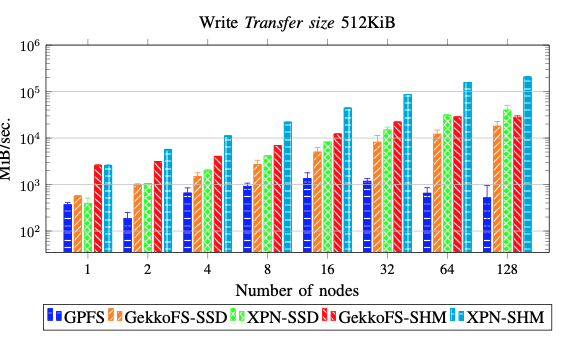 Write Transfer size 512KiB
MiB/sec.
10^6
10^5
10^4
10^3
10^2
1 2 4 8 16 32 64 128
Number of nodes
GPFS GekkoFS-SSD XPN-SSD GekkoFS-SHM XPN-SHM